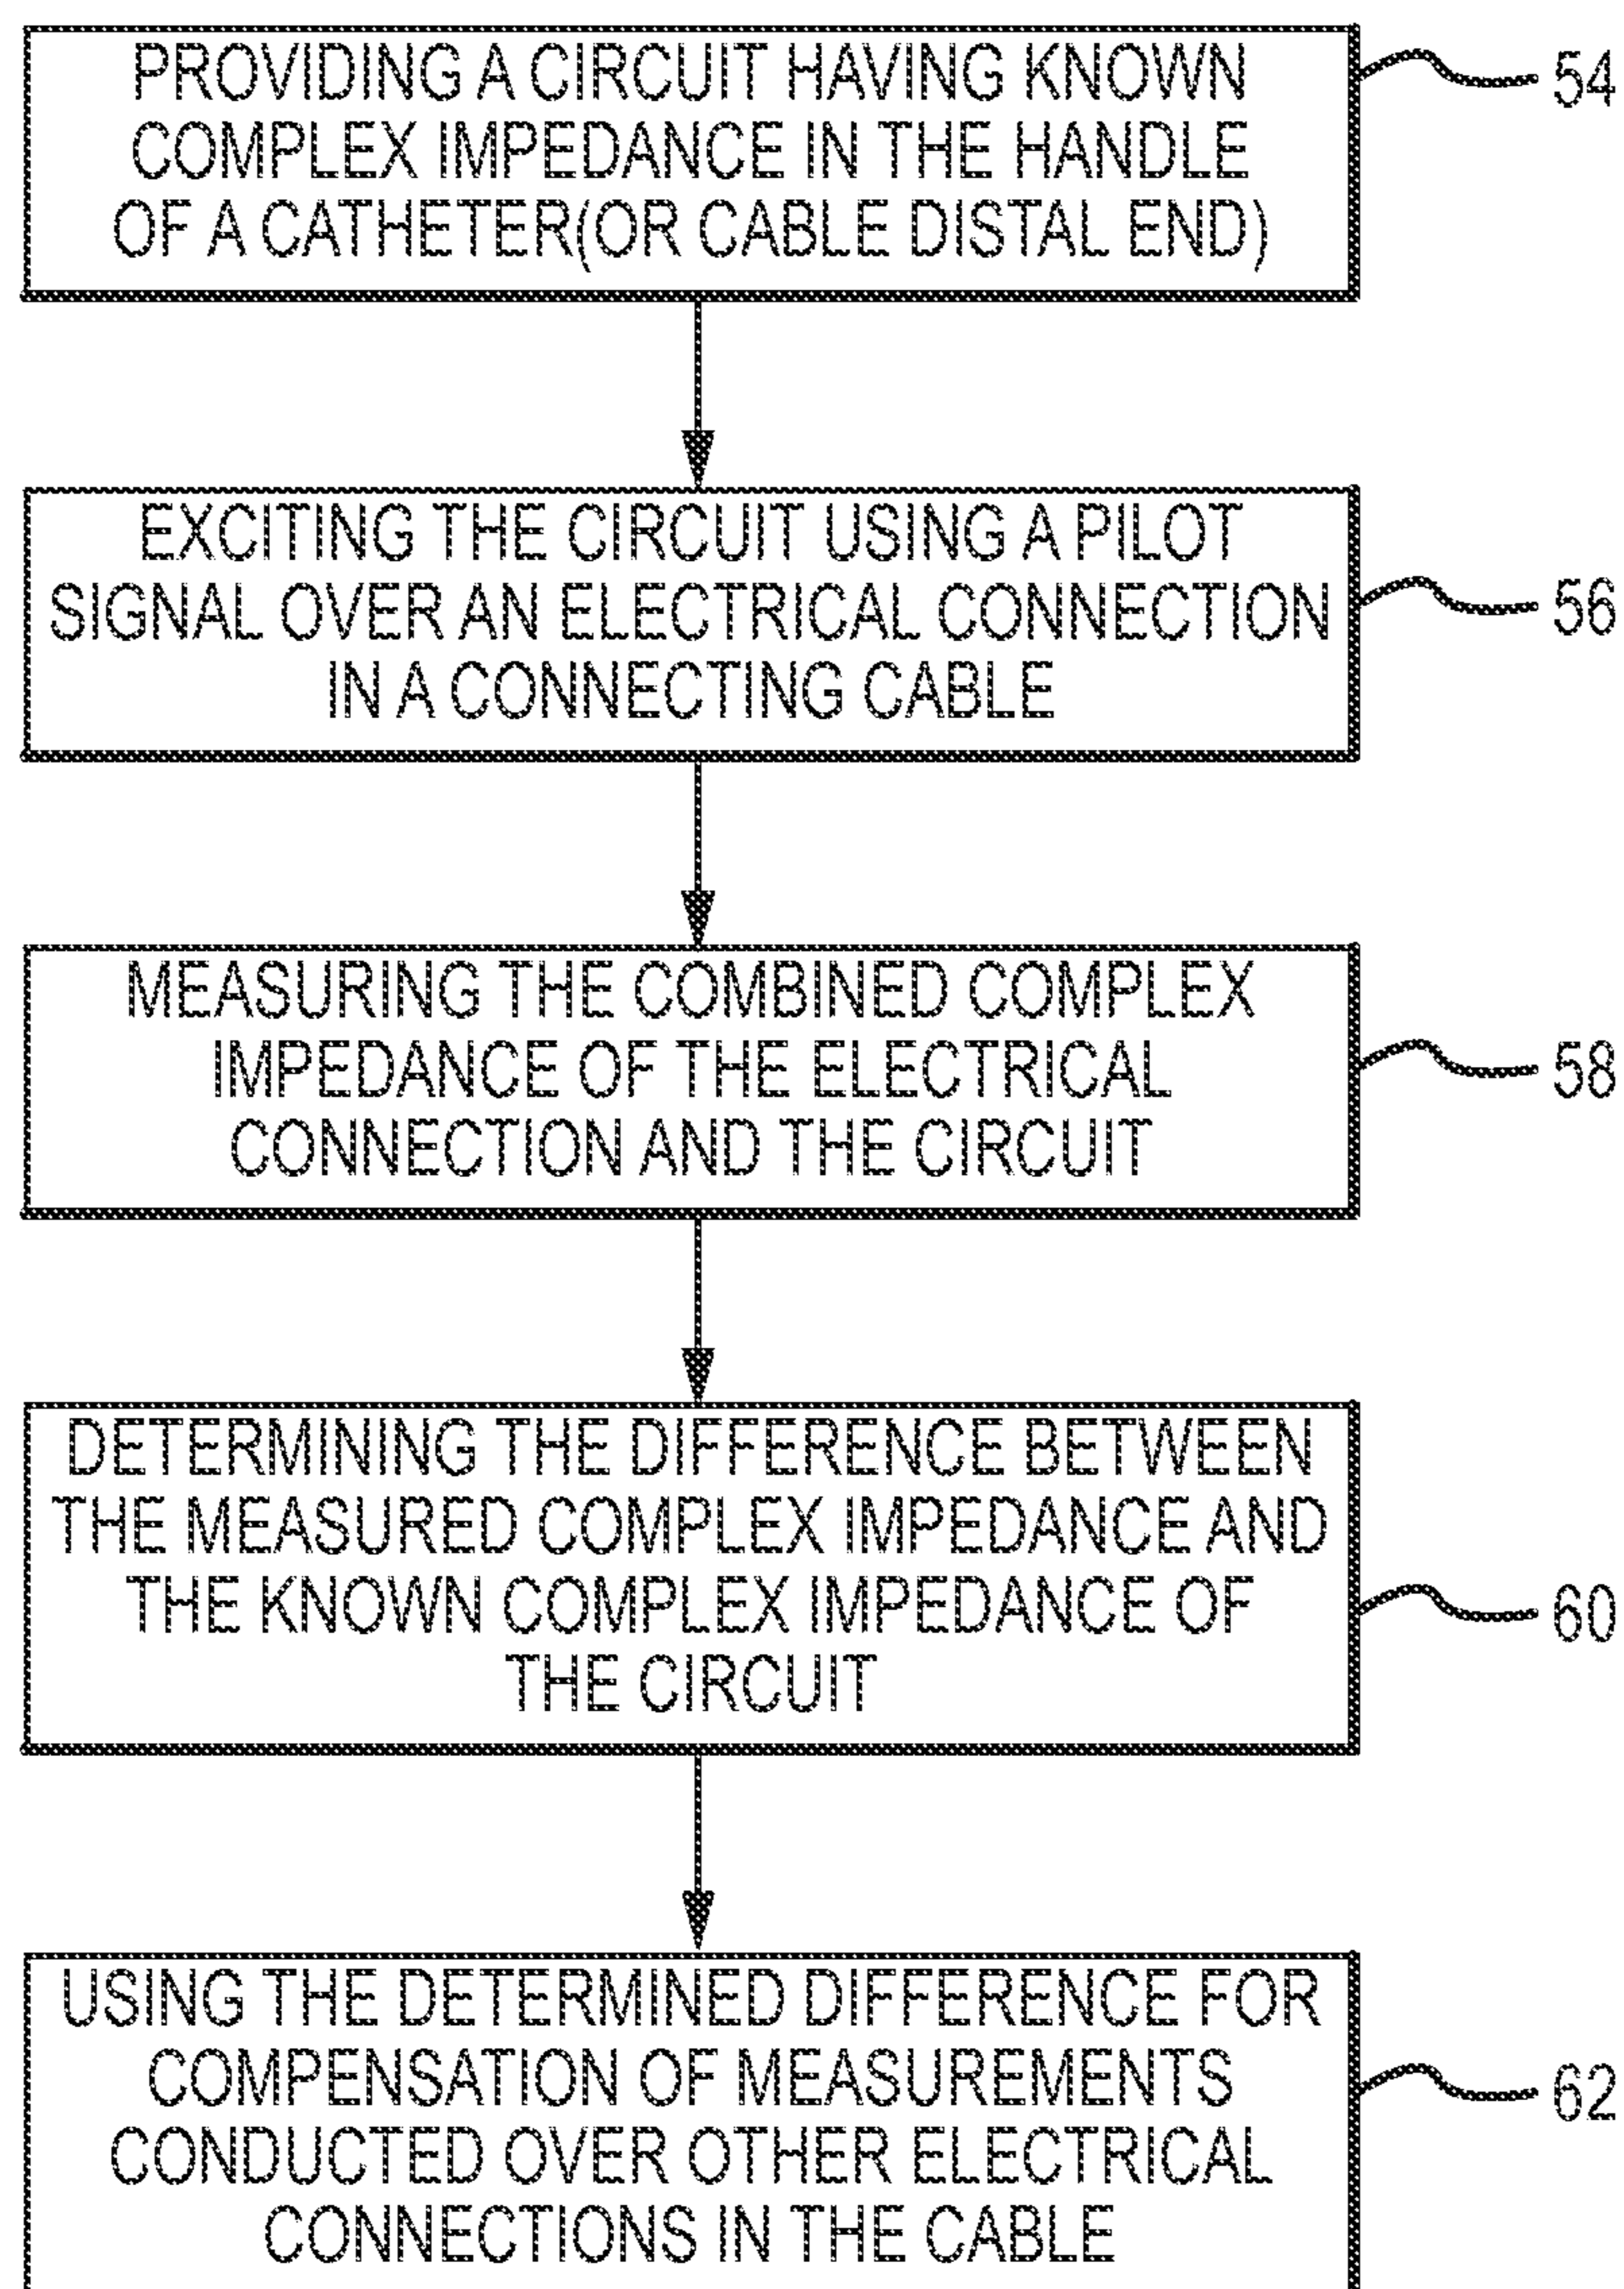 PROVIDING A CIRCUIT HAVING KNOWN
COMPLEX IMPEDANCE IN THE HANDLE
OF A CATHETER(OR CABLE DISTAL END)
54
EXCITING THE CIRCUIT USING A PILOT
SIGNAL OVER AN ELECTRICAL CONNECTION
IN A CONNECTING CABLE
56
MEASURING THE COMBINED COMPLEX
IMPEDANCE OF THE ELECTRICAL
CONNECTION AND THE CIRCUIT
58
DETERMINING THE DIFFERENCE BETWEEN
THE MEASURED COMPLEX IMPEDANCE AND
THE KNOWN COMPLEX IMPEDANCE OF
THE CIRCUIT
60
USING THE DETERMINED DIFFERENCE FOR
COMPENSATION OF MEASUREMENTS
CONDUCTED OVER OTHER ELECTRICAL
CONNECTIONS IN THE CABLE
62